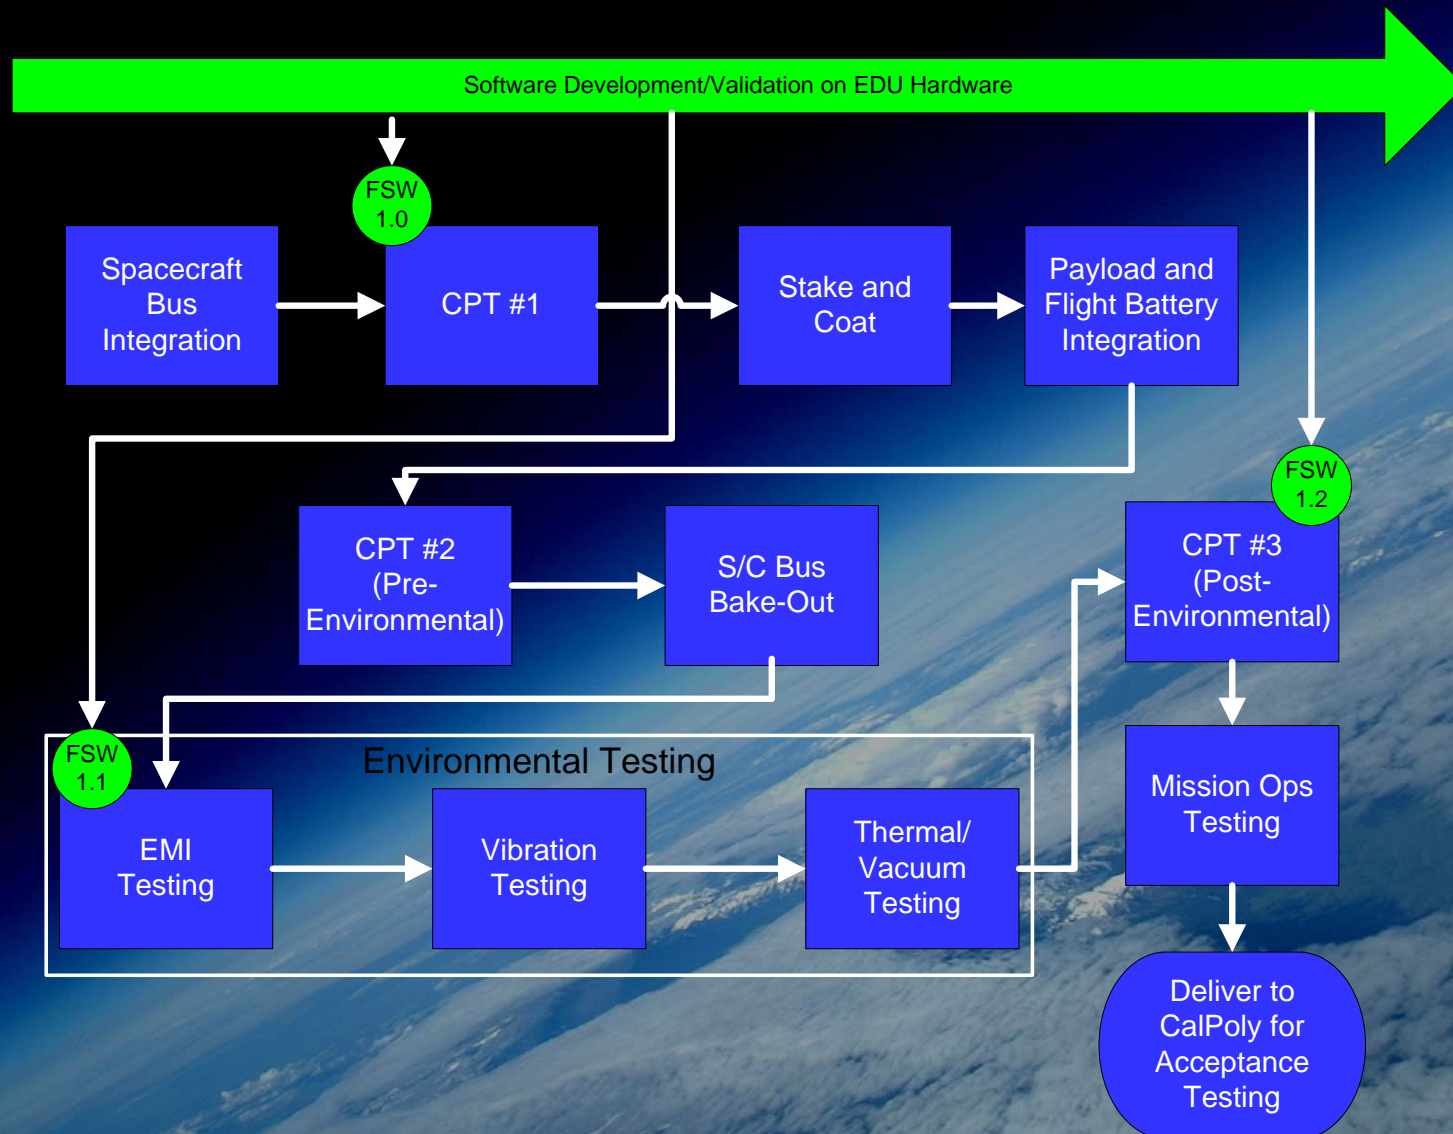 Software Development/Validation on EDU Hardware
FSW
1.0
Spacecraft
Bus
Integration
CPT #1
Stake and
Coat
Payload and
Flight Battery
Integration
CPT #2
(Pre-
Environmental)
S/C Bus
Bake-Out
FSW
1.2
CPT #3
(Post-
Environmental)
FSW
1.1
Environmental Testing
EMI
Testing
Vibration
Testing
Thermal/
Vacuum
Testing
Mission Ops
Testing
Deliver to
CalPoly for
Acceptance
Testing